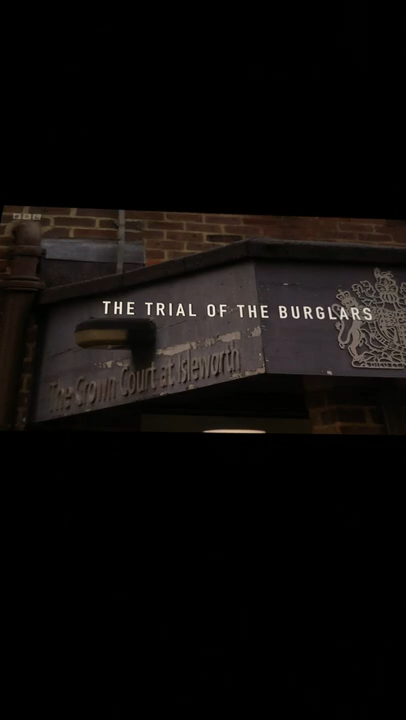 BBC
THE TRIAL OF THE BURGLARS
The Crown Court at Isleworth